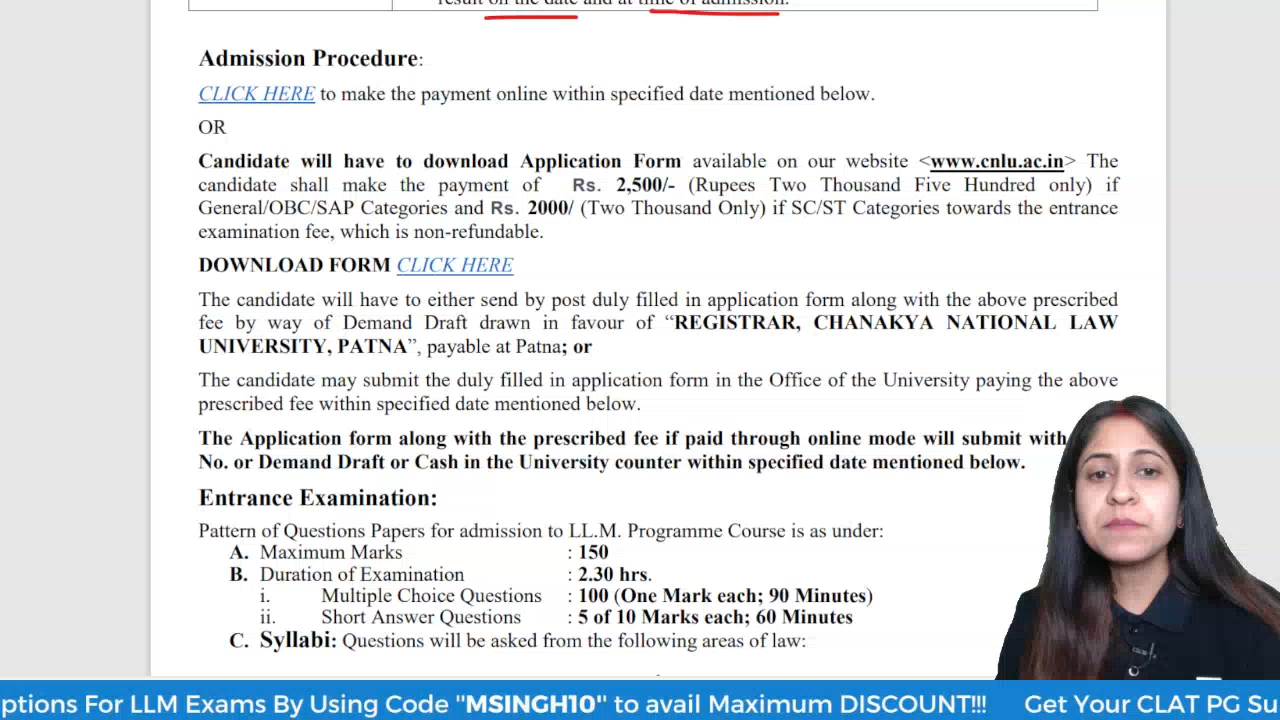 result on the date and at time of admission.
Admission Procedure:
CLICK HERE to make the payment online within specified date mentioned below.
OR
Candidate will have to download Application Form available on our website <www.cnlu.ac.in> The
candidate shall make the payment of Rs. 2,500/- (Rupees Two Thousand Five Hundred only) if
General/OBC/SAP Categories and Rs. 2000/ (Two Thousand Only) if SC/ST Categories towards the entrance
examination fee, which is non-refundable.
DOWNLOAD FORM CLICK HERE
The candidate will have to either send by post duly filled in application form along with the above prescribed
fee by way of Demand Draft drawn in favour of “REGISTRAR, CHANAKYA NATIONAL LAW
UNIVERSITY, PATNA”, payable at Patna; or
The candidate may submit the duly filled in application form in the Office of the University paying the above
prescribed fee within specified date mentioned below.
The Application form along with the prescribed fee if paid through online mode will submit with
No. or Demand Draft or Cash in the University counter within specified date mentioned below.
Entrance Examination:
Pattern of Questions Papers for admission to LL.M. Programme Course is as under:
A. Maximum Marks : 150
B. Duration of Examination : 2.30 hrs.
i. Multiple Choice Questions : 100 (One Mark each; 90 Minutes)
ii. Short Answer Questions : 5 of 10 Marks each; 60 Minutes
C. Syllabi: Questions will be asked from the following areas of law:
ptions For LLM Exams By Using Code "MSINGH10" to avail Maximum DISCOUNT!!! Get Your CLAT PG Su